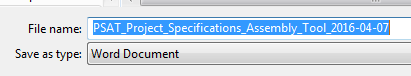 File name: PSAT_Project_Specifications_Assembly_Tool_2016-04-07
Save as type: Word Document